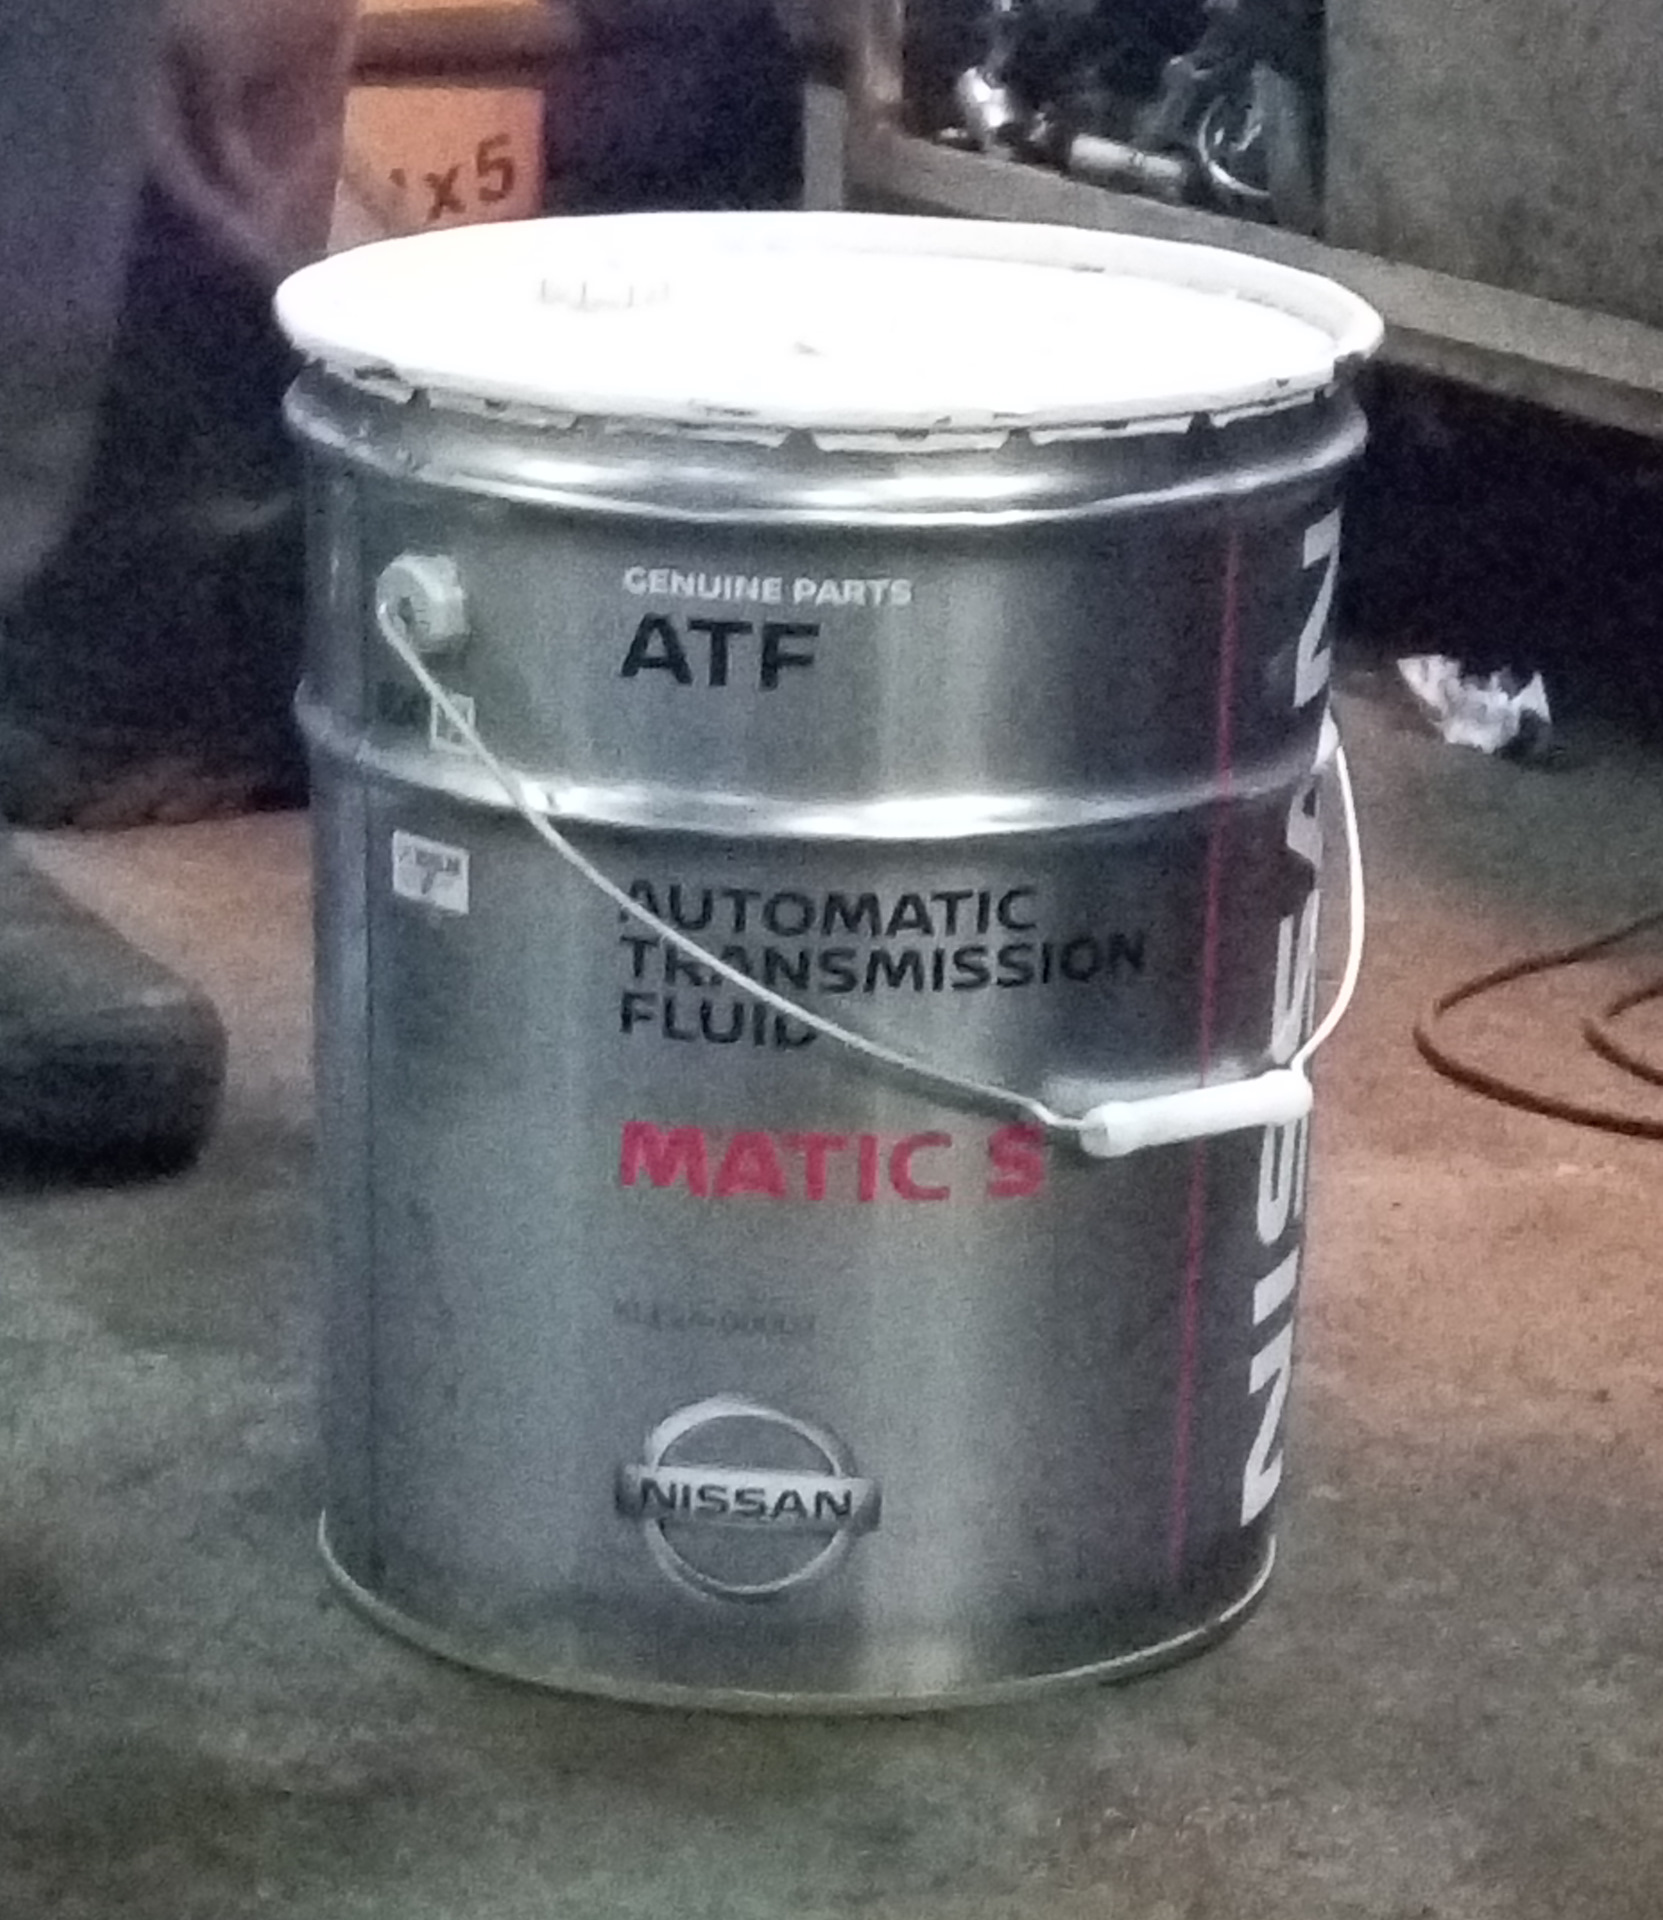 x5
GENUINE PARTS
ATF
AUTOMATIC
TRANSMISSION
FLUID
MATIC S
NISSAN
NISSAN